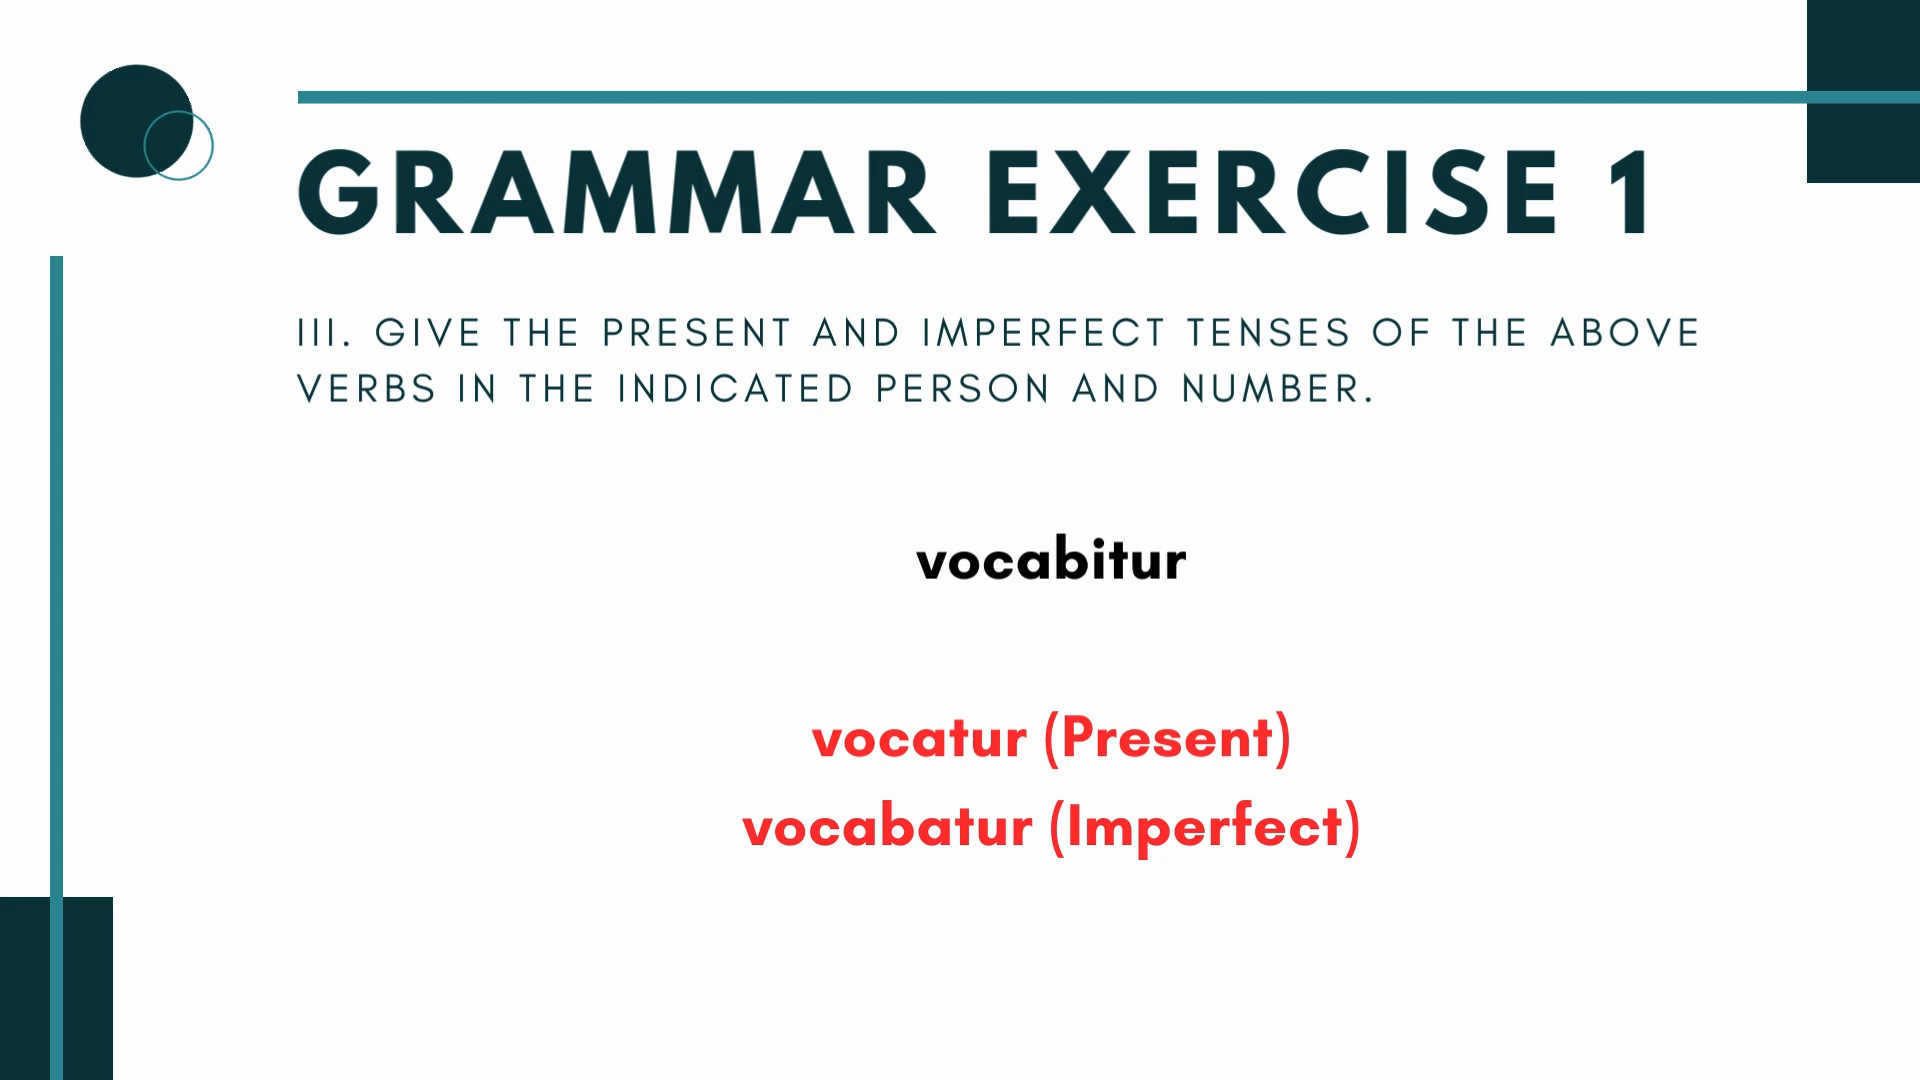 GRAMMAR EXERCISE 1
III. GIVE THE PRESENT AND IMPERFECT TENSES OF THE ABOVE
VERBS IN THE INDICATED PERSON AND NUMBER.
vocabitur
vocatur (Present)
vocabatur (Imperfect)